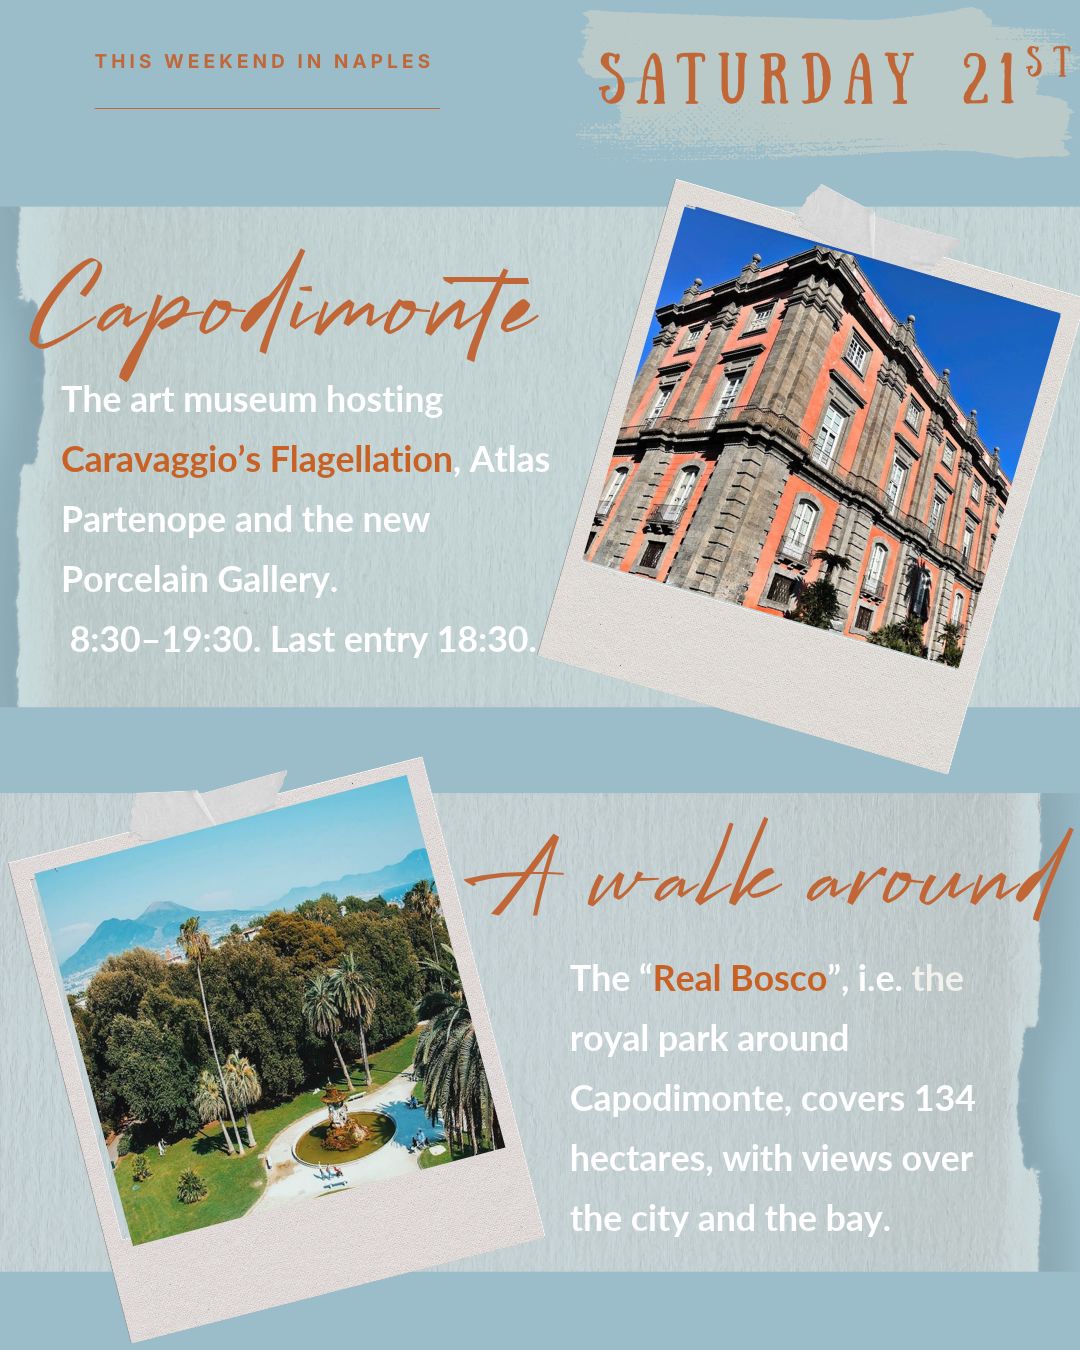 THIS WEEKEND IN NAPLES
SATURDAY 21ST
Capodimonte
The art museum hosting
Caravaggio’s Flagellation, Atlas
Partenope and the new
Porcelain Gallery.
8:30–19:30. Last entry 18:30.
A walk around
The “Real Bosco”, i.e. the
royal park around
Capodimonte, covers 134
hectares, with views over
the city and the bay.